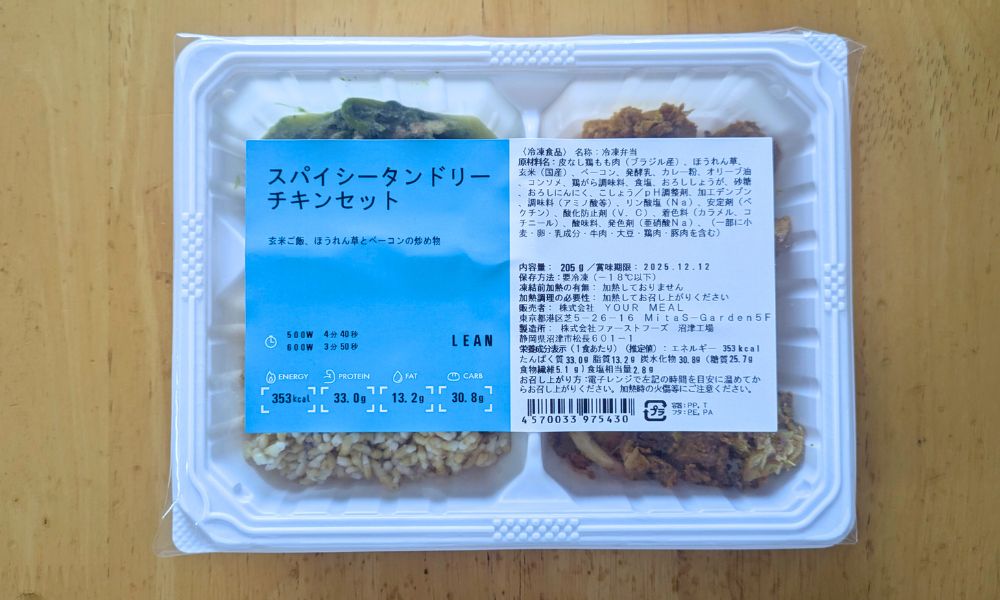 スパイシータンドリー
チキンセット
玄米ご飯、ほうれん草とベーコンの炒め物
500W 4分40秒
600W 3分50秒
LEAN
ENERGY PROTEIN FAT CARB
353kcal 33.0g 13.2g 30.8g
〈冷凍食品〉 名称：冷凍弁当
原材料名：皮なし鶏もも肉（ブラジル産）、ほうれん草、
玄米（国産）、ベーコン、発酵乳、カレー粉、オリーブ油
、コンソメ、鶏がら調味料、食塩、おろししょうが、砂糖
、おろしにんにく、こしょう／pH調整剤、加工デンプン
、調味料（アミノ酸等）、リン酸塩（Na）、安定剤（ペ
クチン）、酸化防止剤（V．C）、着色料（カラメル、コ
チニール）、酸味料、発色剤（亜硝酸Na）、（一部に小
麦・卵・乳成分・牛肉・大豆・鶏肉・豚肉を含む）
内容量： 205g／賞味期限：2025.12.12
保存方法：要冷凍（－18℃以下）
凍結前加熱の有無：加熱しておりません
加熱調理の必要性：加熱してお召し上がりください
販売者：株式会社 YOUR MEAL
東京都港区芝5－26－16 MitaS－Garden5F
製造所：株式会社ファーストフーズ 沼津工場
静岡県沼津市松長601－1
栄養成分表示（1食あたり）（推定値）：エネルギー 353kcal
たんぱく質33.0g 脂質13.2g 炭水化物30.8g（糖質25.7g
食物繊維5.1g）食塩相当量2.8g
お召し上がり方：電子レンジで左記の時間を目安に温めてか
らお召し上がりください。加熱時の火傷等にご注意ください。
4570033975430
プラ
容器：PP，T
フタ：PE，PA